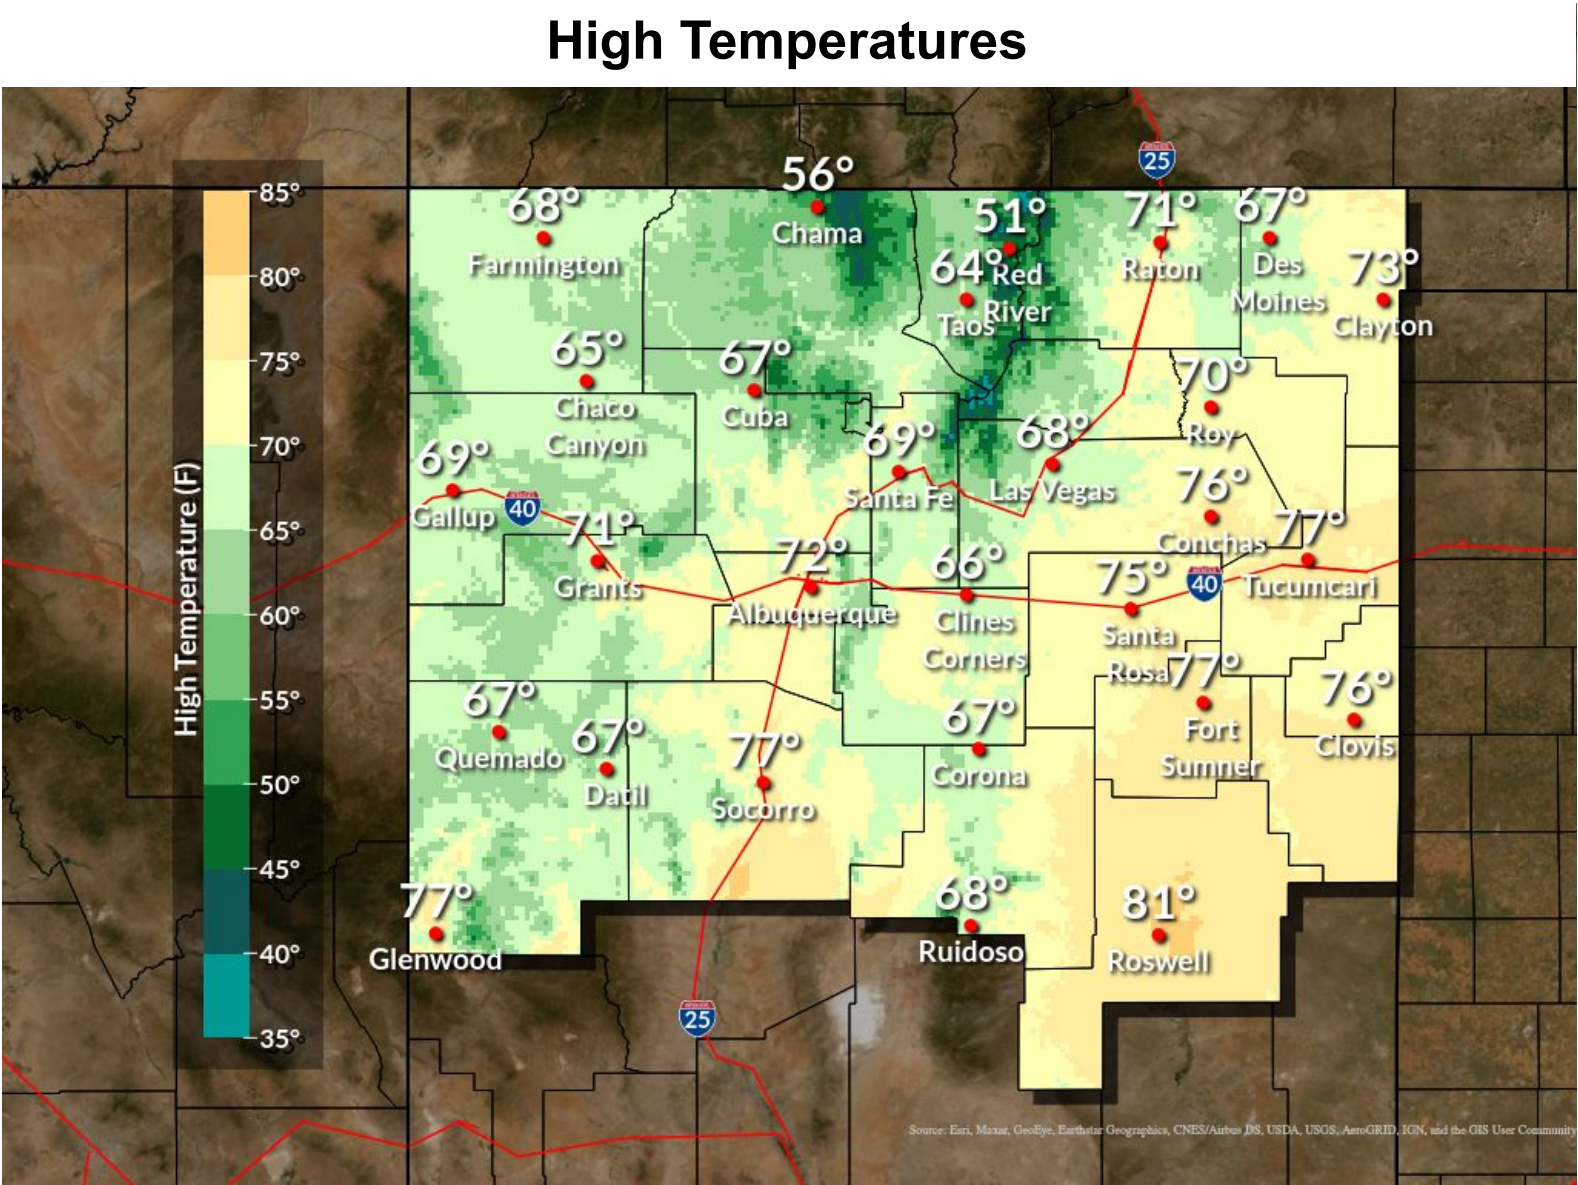 High Temperatures
High Temperature (F)
85°
80°
75°
70°
65°
60°
55°
50°
45°
40°
35°
25
56°
Chama
68°
Farmington
51°
Red
River
71°
Raton
67°
Des
Moines
64°
Taos
73°
Clayton
65°
Chaco
Canyon
67°
Cuba
70°
Roy
69°
Gallup
40
69°
Santa Fe
68°
Las Vegas
76°
Conchas
71°
Grants
72°
Albuquerque
66°
Clines
Corners
75°
Santa
Rosa
40
77°
Tucumcari
67°
Quemado
67°
Datil
77°
Socorro
67°
Corona
77°
Fort
Sumner
76°
Clovis
77°
Glenwood
68°
Ruidoso
81°
Roswell
25
Source: Esri, Maxar, GeoEye, Earthstar Geographics, CNES/Airbus DS, USDA, USGS, AeroGRID, IGN, and the GIS User Community